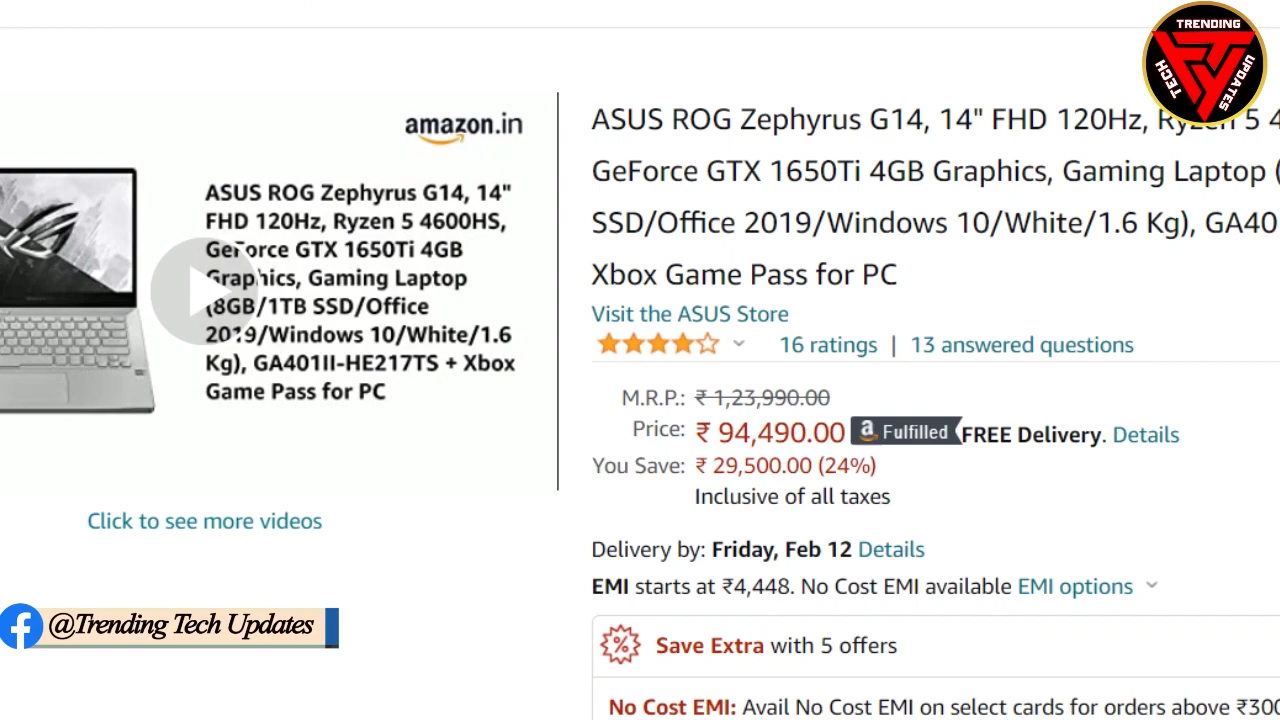 TRENDING
TECH
UPDATES
amazon.in
ASUS ROG Zephyrus G14, 14"
FHD 120Hz, Ryzen 5 4600HS,
GeForce GTX 1650Ti 4GB
Graphics, Gaming Laptop
(8GB/1TB SSD/Office
2019/Windows 10/White/1.6
Kg), GA401II-HE217TS + Xbox
Game Pass for PC
Click to see more videos
@Trending Tech Updates
ASUS ROG Zephyrus G14, 14" FHD 120Hz, Ryzen 5
GeForce GTX 1650Ti 4GB Graphics, Gaming Laptop (
SSD/Office 2019/Windows 10/White/1.6 Kg), GA40
Xbox Game Pass for PC
Visit the ASUS Store
16 ratings | 13 answered questions
M.R.P.: ₹ 1,23,990.00
Price: ₹ 94,490.00 a Fulfilled FREE Delivery. Details
You Save: ₹ 29,500.00 (24%)
Inclusive of all taxes
Delivery by: Friday, Feb 12 Details
EMI starts at ₹4,448. No Cost EMI available EMI options
% Save Extra with 5 offers
No Cost EMI: Avail No Cost EMI on select cards for orders above ₹300